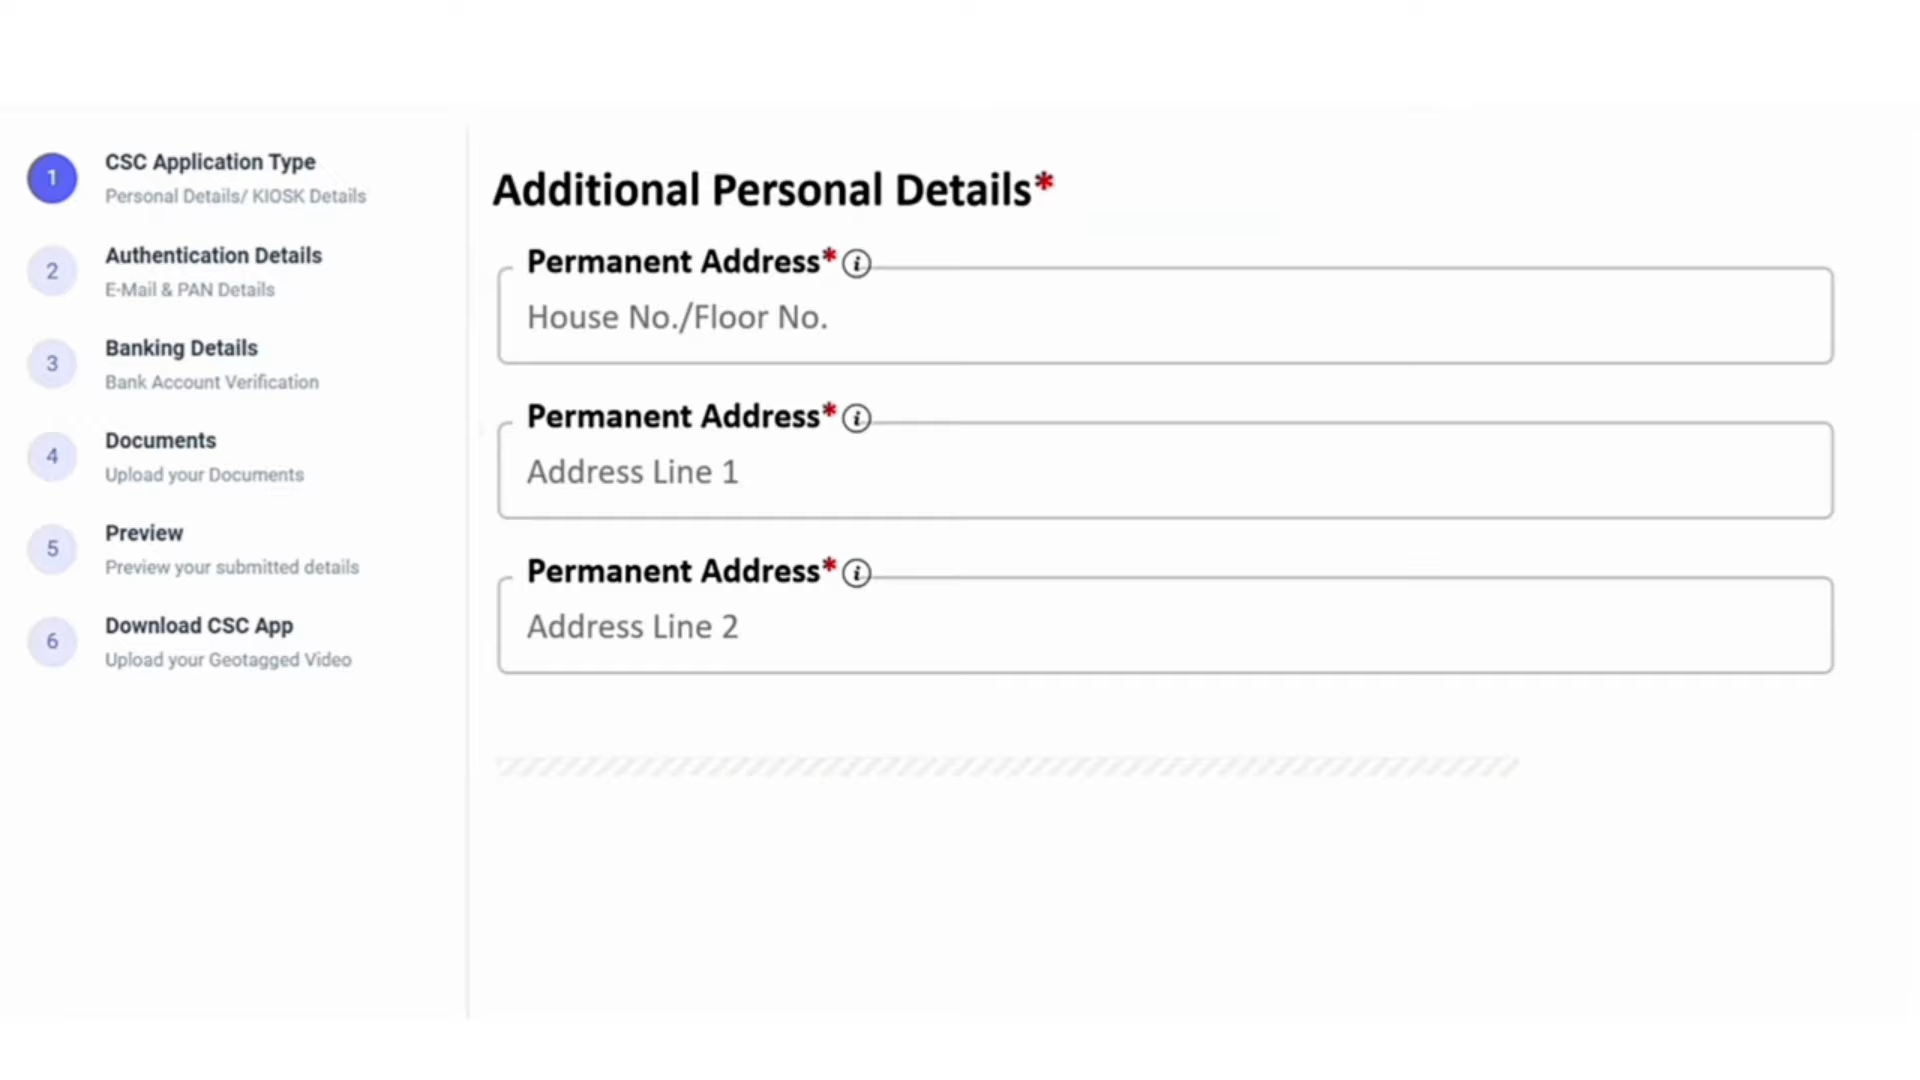 1
CSC Application Type
Personal Details/ KIOSK Details
2
Authentication Details
E-Mail & PAN Details
3
Banking Details
Bank Account Verification
4
Documents
Upload your Documents
5
Preview
Preview your submitted details
6
Download CSC App
Upload your Geotagged Video
Additional Personal Details*
Permanent Address* i
House No./Floor No.
Permanent Address* i
Address Line 1
Permanent Address* i
Address Line 2